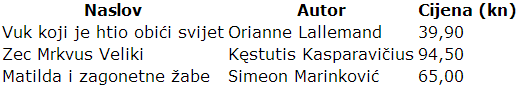 Naslov Autor Cijena (kn)
Vuk koji je htio obići svijet Orianne Lallemand 39,90
Zec Mrkvus Veliki Kęstutis Kasparavičius 94,50
Matilda i zagonetne žabe Simeon Marinković 65,00